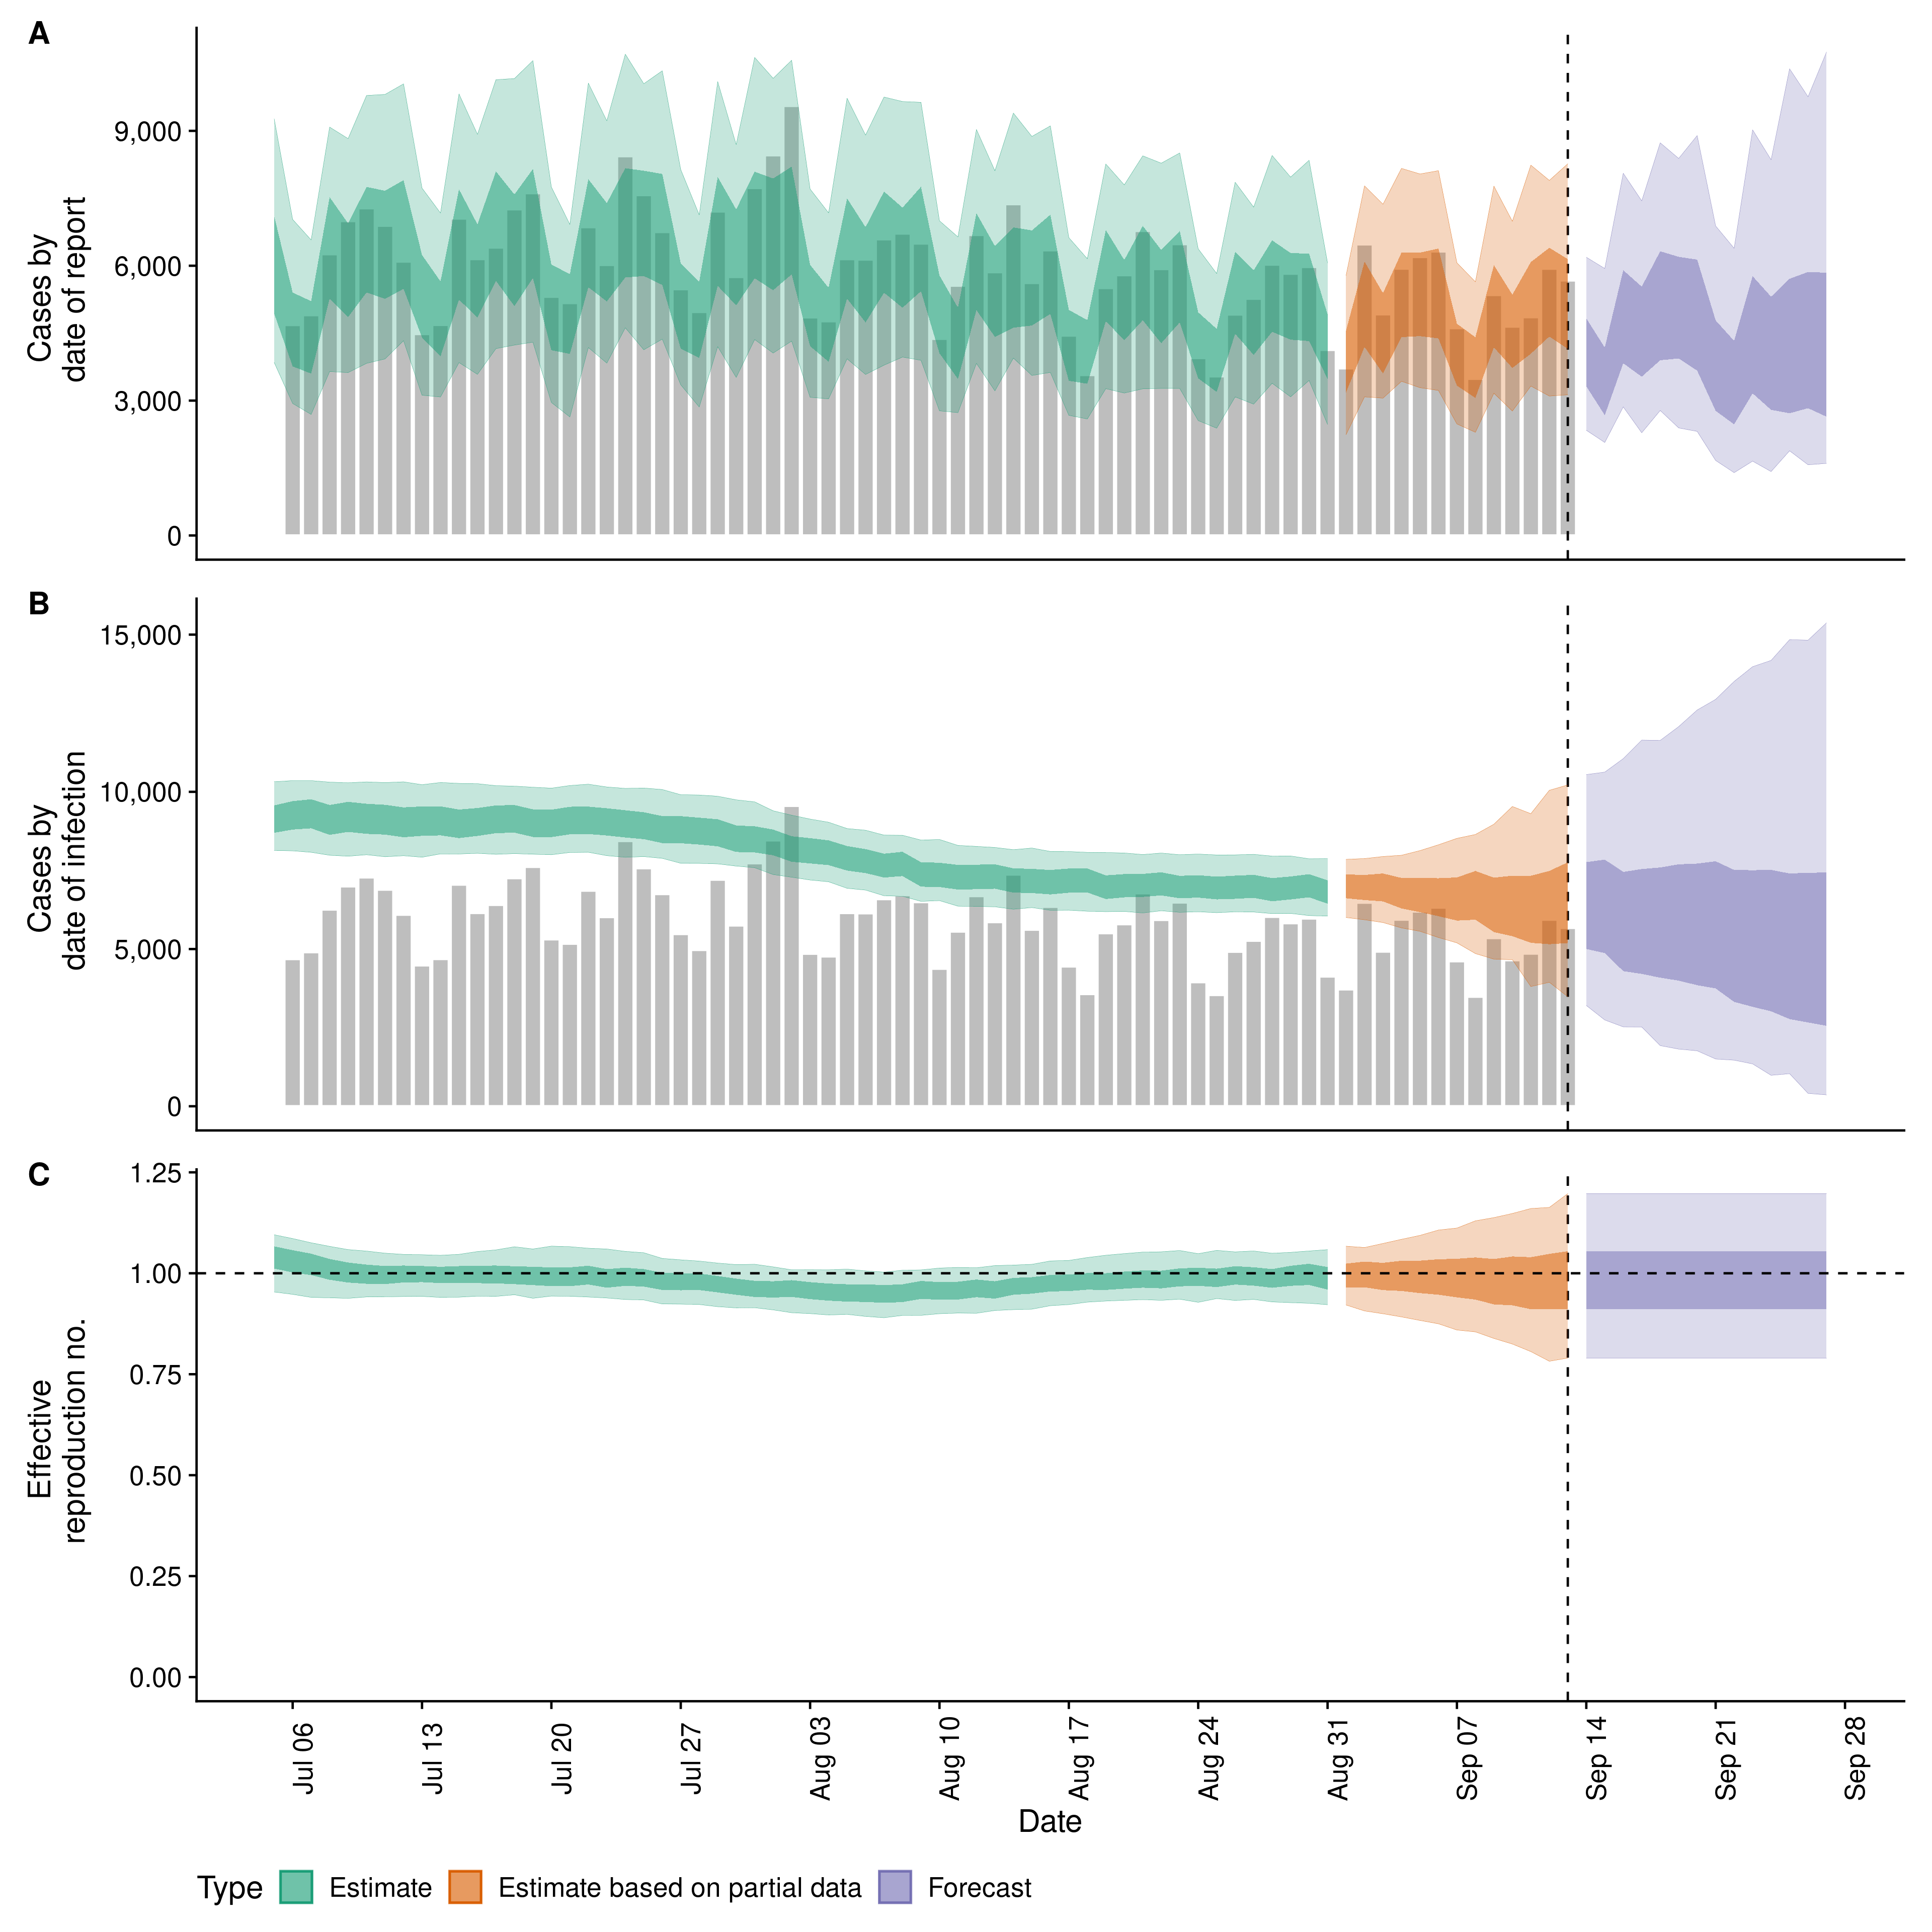 A
Cases by
date of report
9,000
6,000
3,000
0
B
Cases by
date of infection
15,000
10,000
5,000
0
C
Effective
reproduction no.
1.25
1.00
0.75
0.50
0.25
0.00
Jul 06
Jul 13
Jul 20
Jul 27
Aug 03
Aug 10
Aug 17
Aug 24
Aug 31
Sep 07
Sep 14
Sep 21
Sep 28
Date
Type Estimate Estimate based on partial data Forecast